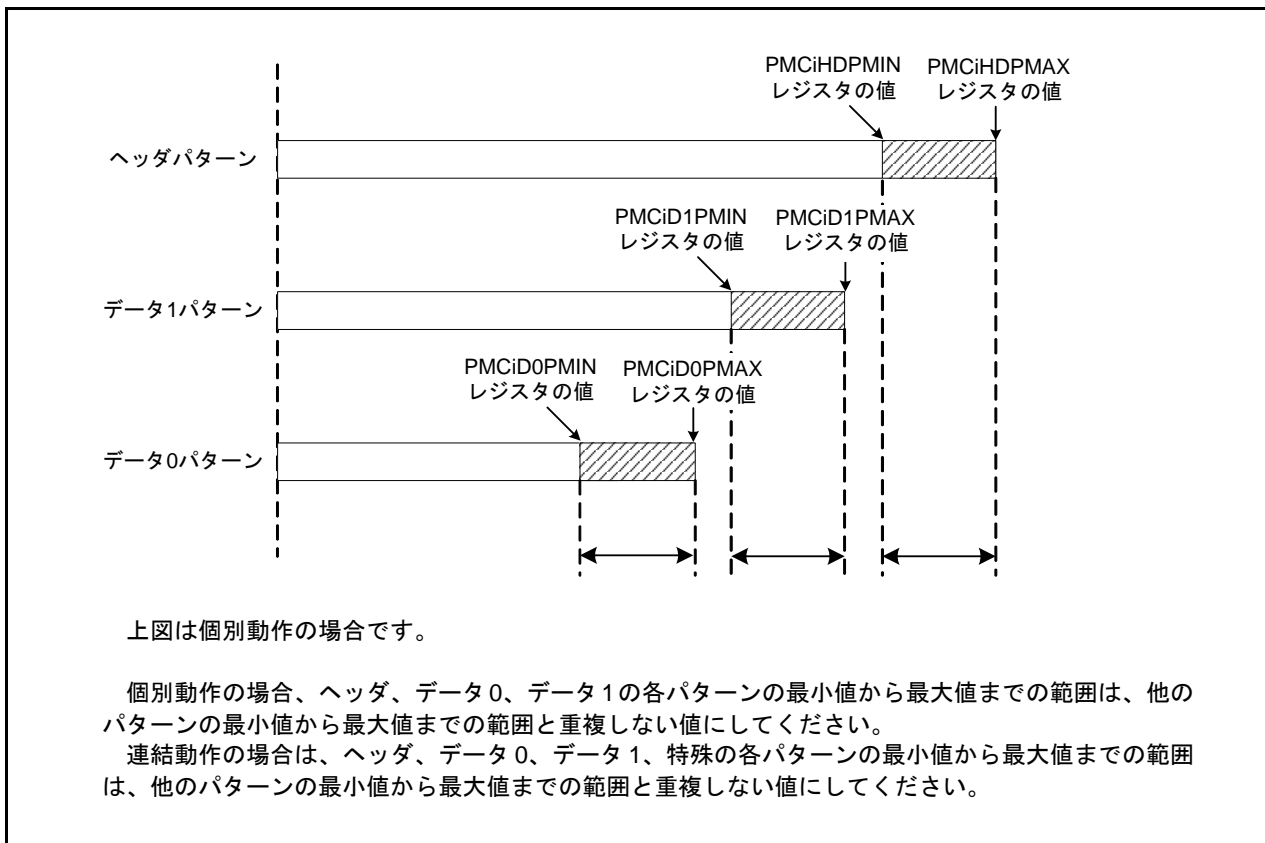 PMCiHDPMIN
レジスタの値
PMCiHDPMAX
レジスタの値
ヘッダパターン
PMCiD1PMIN
レジスタの値
PMCiD1PMAX
レジスタの値
データ1パターン
PMCiD0PMIN
レジスタの値
PMCiD0PMAX
レジスタの値
データ0パターン
上図は個別動作の場合です。
個別動作の場合、ヘッダ、データ0、データ1の各パターンの最小値から最大値までの範囲は、他の
パターンの最小値から最大値までの範囲と重複しない値にしてください。
連結動作の場合は、ヘッダ、データ0、データ1、特殊の各パターンの最小値から最大値までの範囲
は、他のパターンの最小値から最大値までの範囲と重複しない値にしてください。